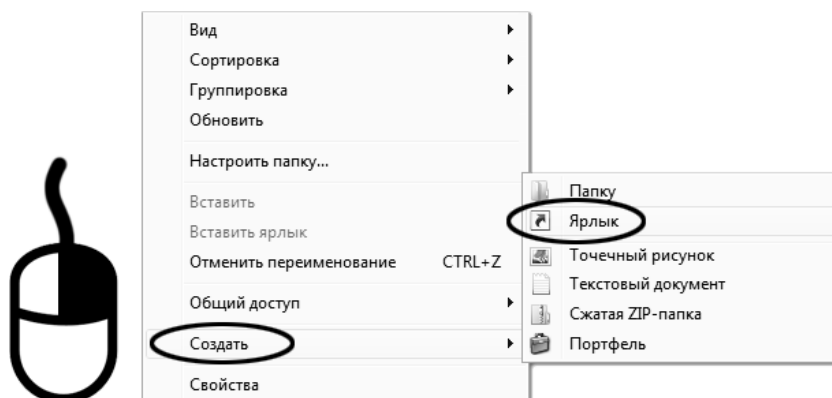 Вид
Сортировка
Группировка
Обновить
Настроить папку...
Вставить
Вставить ярлык
Отменить переименование CTRL+Z
Общий доступ
Создать
Свойства
Папку
Ярлык
Точечный рисунок
Текстовый документ
Сжатая ZIP-папка
Портфель